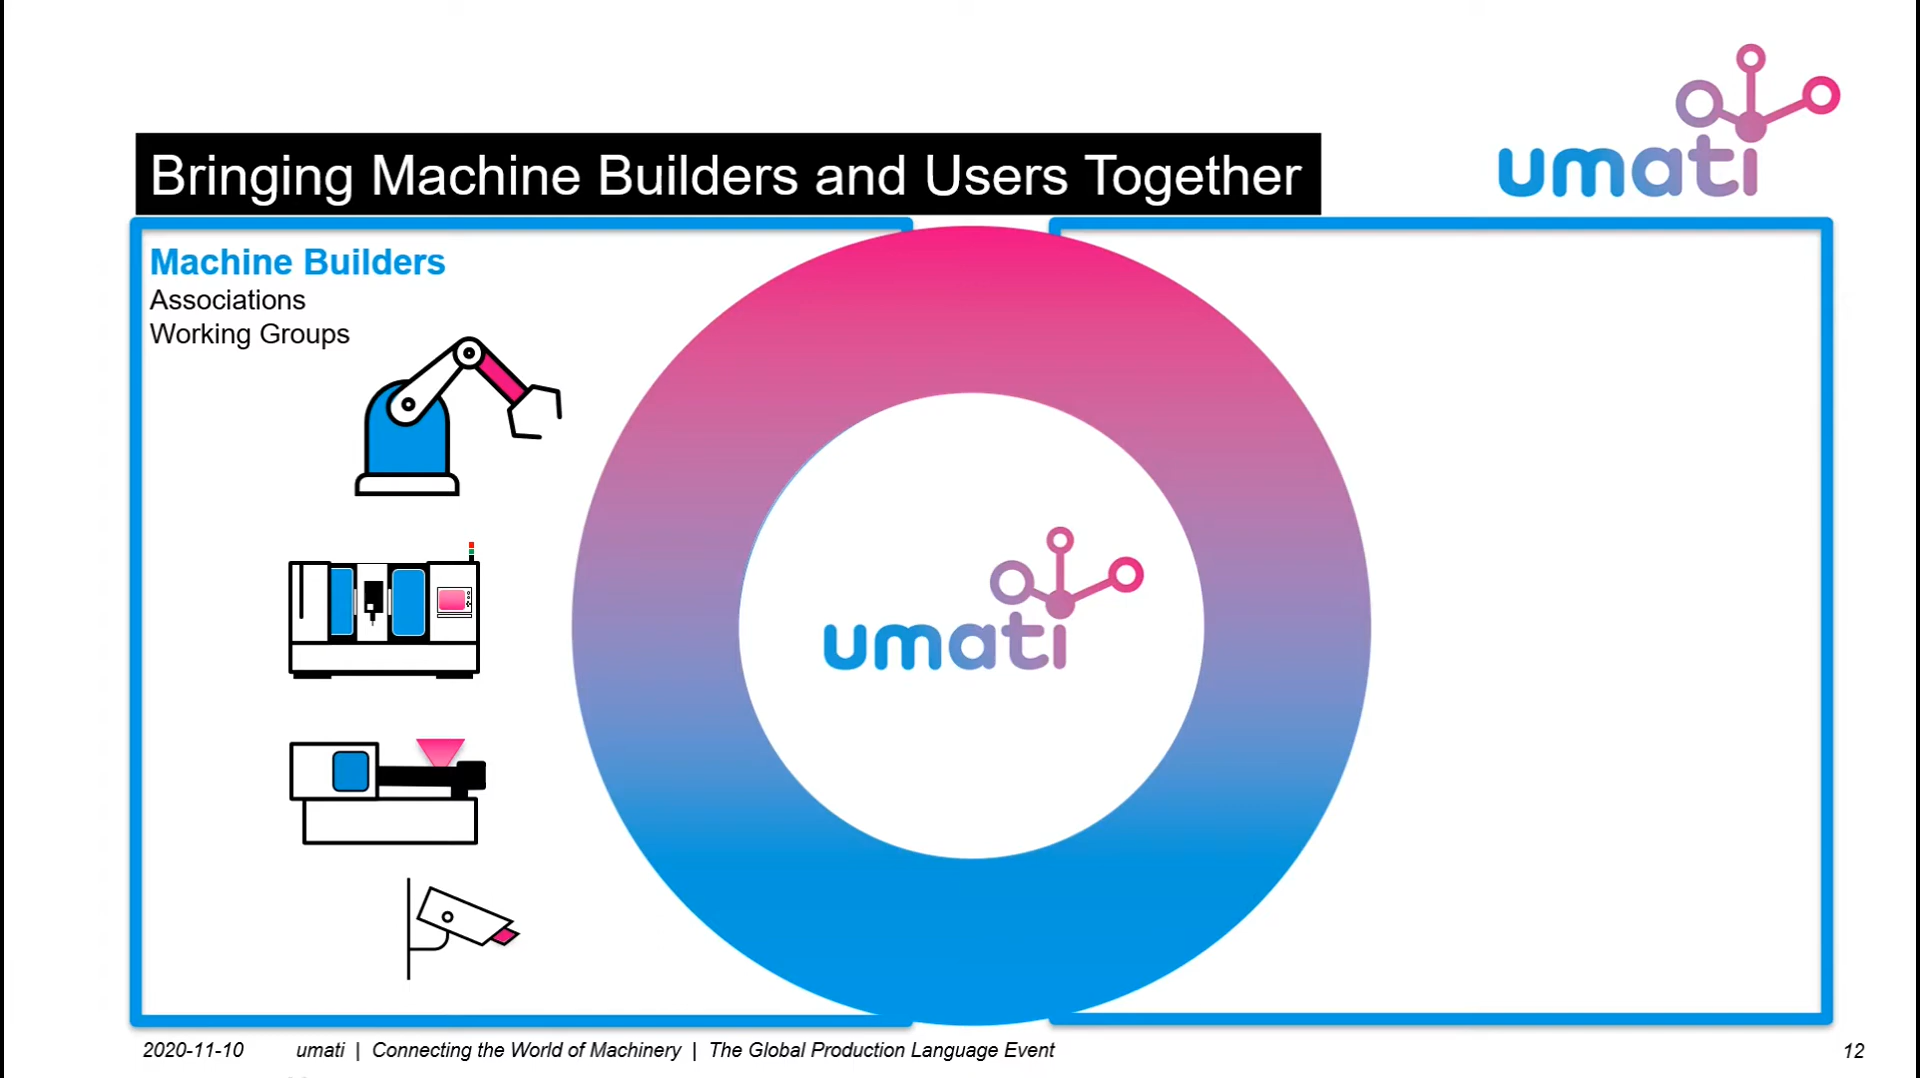 umati
Bringing Machine Builders and Users Together
Machine Builders
Associations
Working Groups
umati
2020-11-10 umati | Connecting the World of Machinery | The Global Production Language Event 12